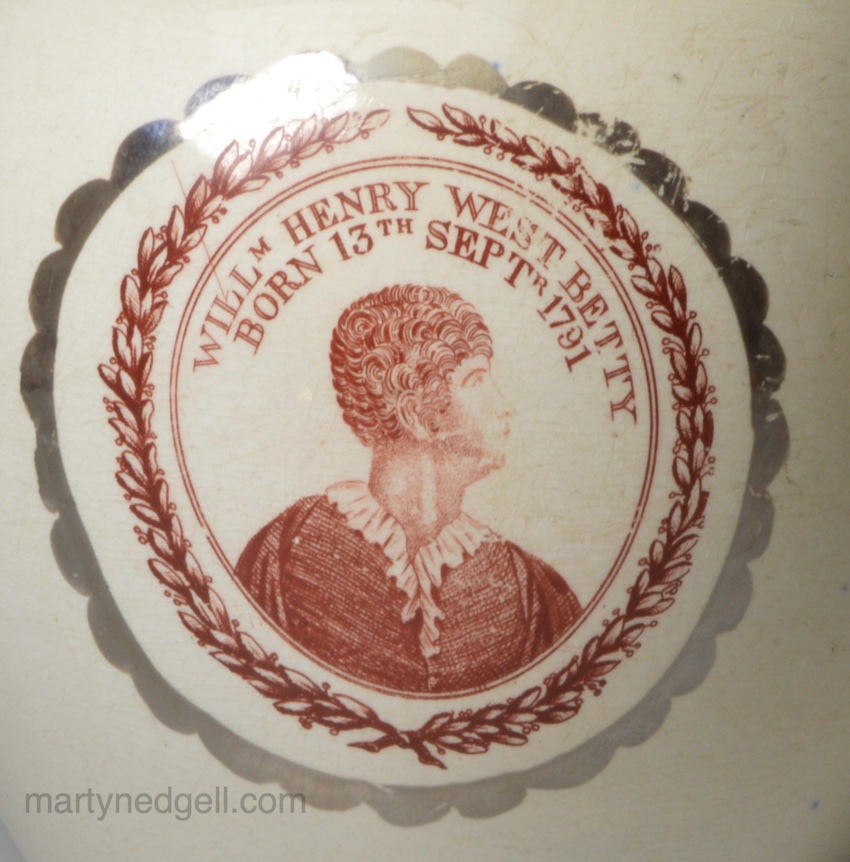 WILLᴹ HENRY WEST BETTY
BORN 13ᵀᴴ SEPTᴿ 1791
martynedgell.com